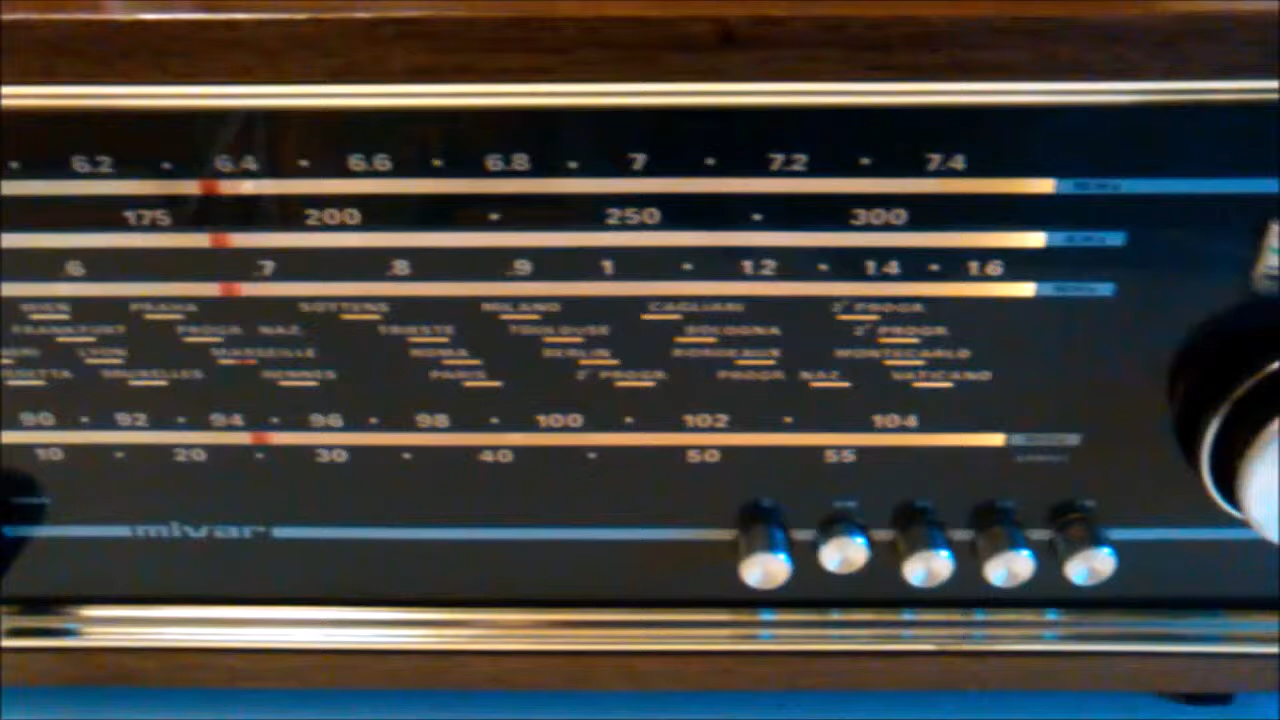 6.2 6.4 6.6 6.8 7 7.2 7.4
175 200 250 300
.6 .7 .8 .9 1 1.2 1.4 1.6
WIEN PRAHA SOTTENS MILANO CAGLIARI 2° PROGR
FRANKFURT PROGR NAZ. TRIESTE TOULOUSE BOLOGNA 2° PROGR.
LYON MARSEILLE ROMA BERLIN BORDEAUX MONTECARLO
BRUXELLES RENNES PARIS 2° PROGR PROGR NAZ. VATICANO
90 92 94 96 98 100 102 104
10 20 30 40 50 55
mivar